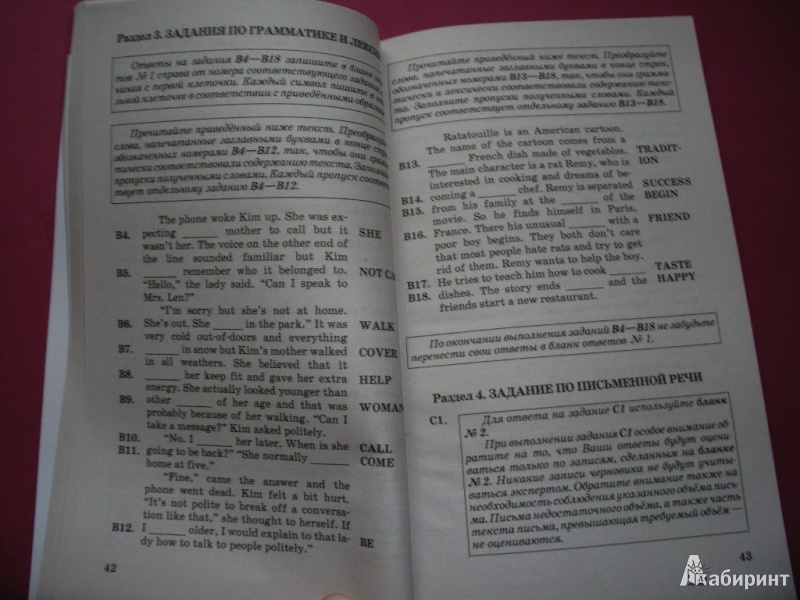 Раздел 3. ЗАДАНИЯ ПО ГРАММАТИКЕ И
Ответы на задания B4—B18 запишите в бланк
тов № 1 справа от номера соответствующего задания
чиная с первой клеточки. Каждый символ пишите в
льной клеточке в соответствии с приведёнными
Прочитайте приведённый ниже текст. Преобразуйте
слова, напечатанные заглавными буквами в конце строк,
обозначенных номерами B4—B12, так, чтобы они
тически соответствовали содержанию текста.
пропуски полученными словами. Каждый пропуск
ветствует отдельному заданию B4—B12.
The phone woke Kim up. She was ex-
B4. pecting ______ mother to call but it SHE
wasn't her. The voice on the other end of
the line sounded familiar but Kim
B5. ______ remember who it belonged to. NOT
"Hello," the lady said. "Can I speak to
Mrs. Len?"
"I'm sorry but she's not at home.
B6. She's out. She ______ in the park." It was WALK
very cold out-of-doors and everything
B7. ______ in snow but Kim's mother walked COVER
in all weathers. She believed that it
B8. ______ her keep fit and gave her extra HELP
energy. She actually looked younger than
B9. other ______ of her age and that was WOMAN
probably because of her walking. "Can I
take a message?" Kim asked politely.
B10. "No. I ______ her later. When is she CALL
B11. going to be back?" "She normally ______ COME
home at five."
"Fine," came the answer and the
phone went dead. Kim felt a bit hurt,
"It's not polite to break off a conversa-
tion like that," she thought to herself. If
B12. I ______ older, I would explain to that la- BE
dy how to talk to people politely."
42
Прочитайте приведённый ниже текст. Преобразуйте
слова, напечатанные заглавными буквами в конце строк,
обозначенных номерами B13—B18, так, чтобы они грамма-
тически и лексически соответствовали содержанию текс-
та. Заполните пропуски полученными словами. Каждый
пропуск соответствует отдельному заданию B13—B18.
Ratatouille is an American cartoon.
The name of the cartoon comes from a
B13. ______ French dish made of vegetables. TRADIT-
The main character is a rat Remy, who is ION
interested in cooking and dreams of be-
B14. coming a ______ chef. Remy is separated SUCCESS
B15. from his family at the ______ of the BEGIN
movie. So he finds himself in Paris,
B16. France. There his unusual ______ with a FRIEND
poor boy begins. They both don't care
that most people hate rats and try to get
rid of them. Remy wants to help the boy.
B17. He tries to teach him how to cook ______ TASTE
B18. dishes. The story ends ______ and the HAPPY
friends start a new restaurant.
По окончании выполнения заданий B4—B18 не забудьте
перенести свои ответы в бланк ответов № 1.
Раздел 4. ЗАДАНИЕ ПО ПИСЬМЕННОЙ РЕЧИ
C1. Для ответа на задание C1 используйте бланк
№ 2.
При выполнении задания C1 особое внимание об-
ратите на то, что Ваши ответы будут оцени-
ваться только по записям, сделанным на бланке
№ 2. Никакие записи черновика не будут учиты-
ваться экспертом. Обратите внимание также на
необходимость соблюдения указанного объёма пись-
ма. Письма недостаточного объёма, а также часть
текста письма, превышающая требуемый объём —
не оцениваются.
43
Лабиринт